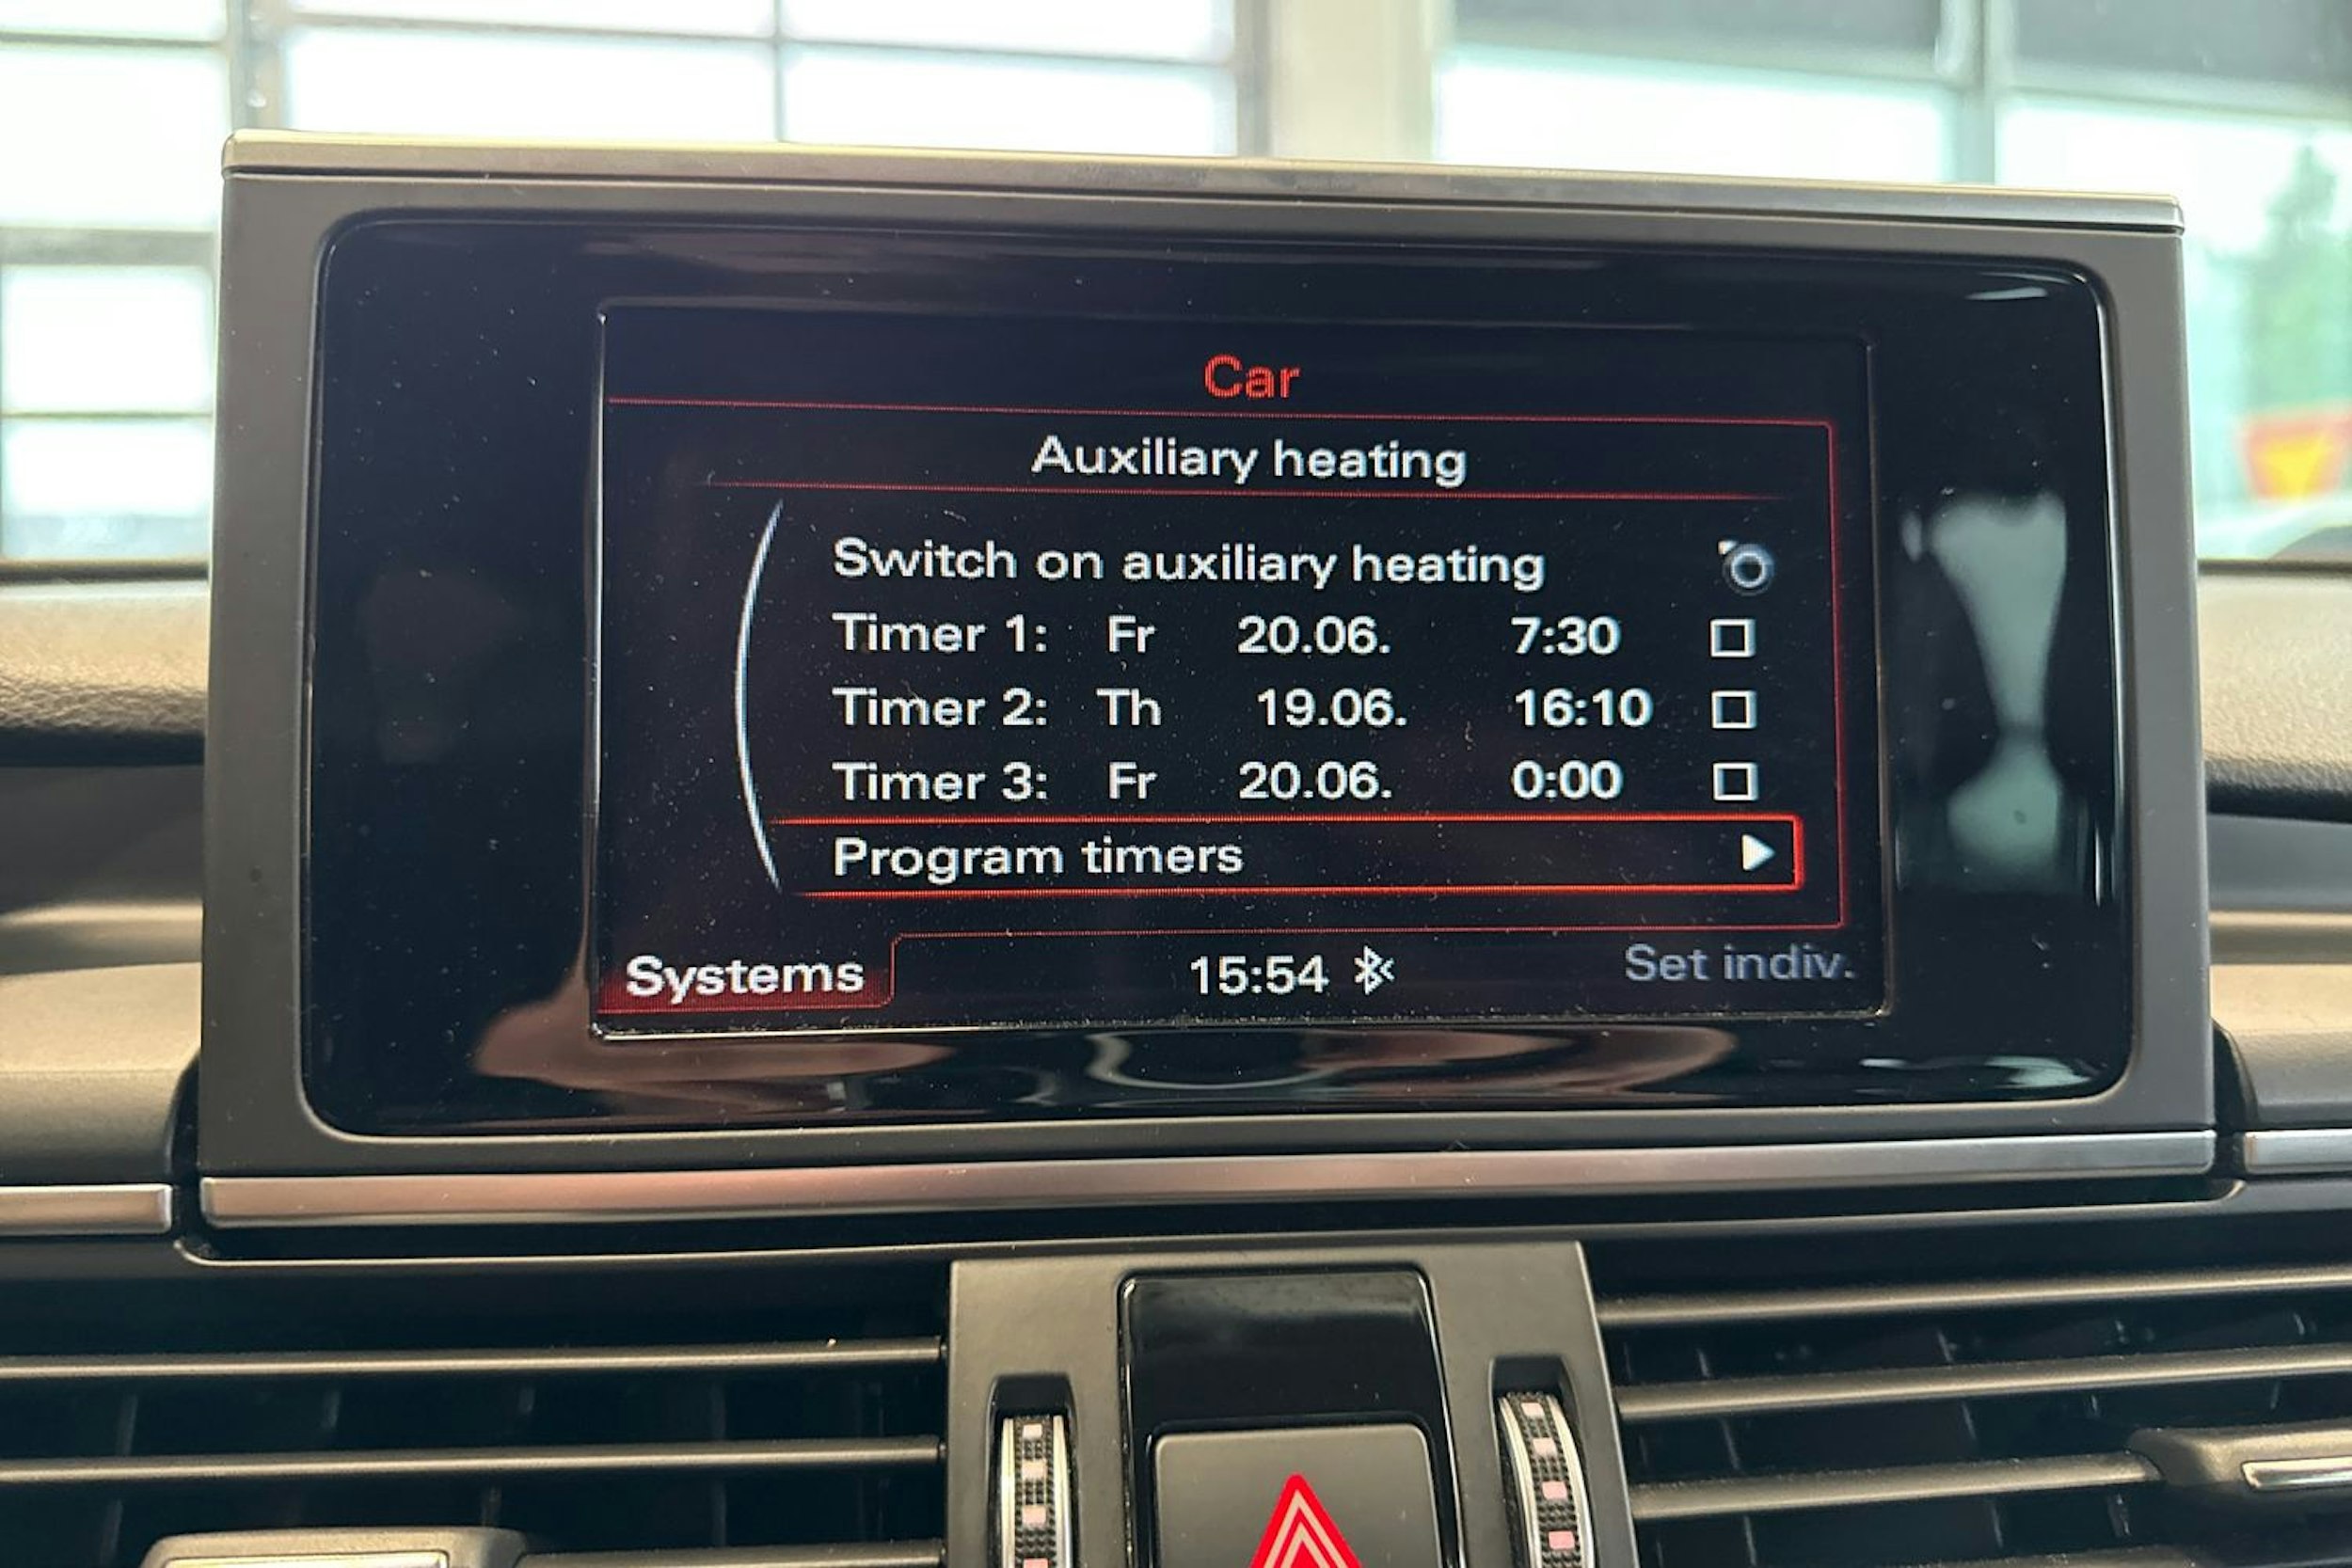 Car
Auxiliary heating
Switch on auxiliary heating
Timer 1: Fr 20.06. 7:30
Timer 2: Th 19.06. 16:10
Timer 3: Fr 20.06. 0:00
Program timers
Systems 15:54 Set indiv.